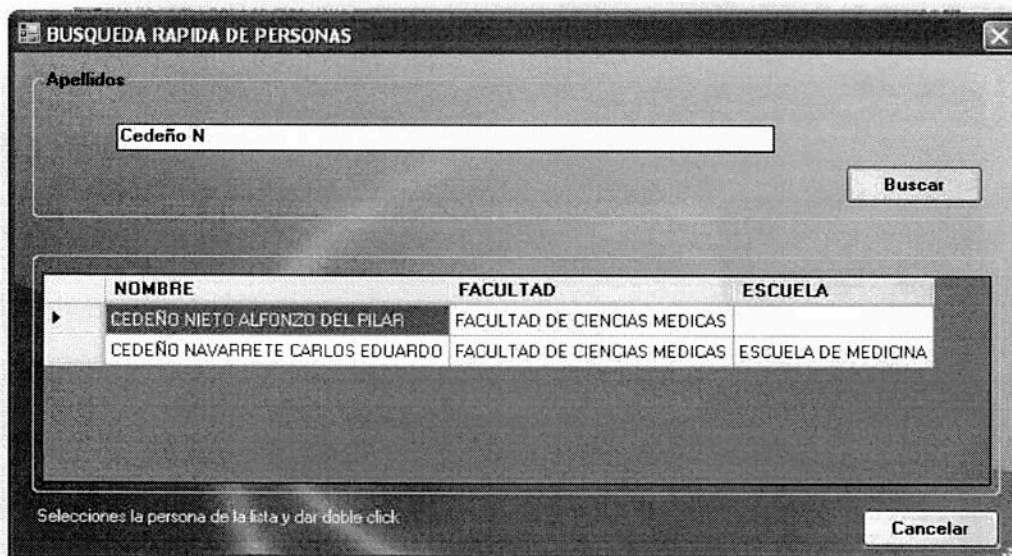 BUSQUEDA RAPIDA DE PERSONAS
Apellidos
Cedeño N
Buscar
NOMBRE FACULTAD ESCUELA
CEDEÑO NIETO ALFONZO DEL PILAR FACULTAD DE CIENCIAS MEDICAS
CEDEÑO NAVARRETE CARLOS EDUARDO FACULTAD DE CIENCIAS MEDICAS ESCUELA DE MEDICINA
Selecciones la persona de la lista y dar doble click
Cancelar